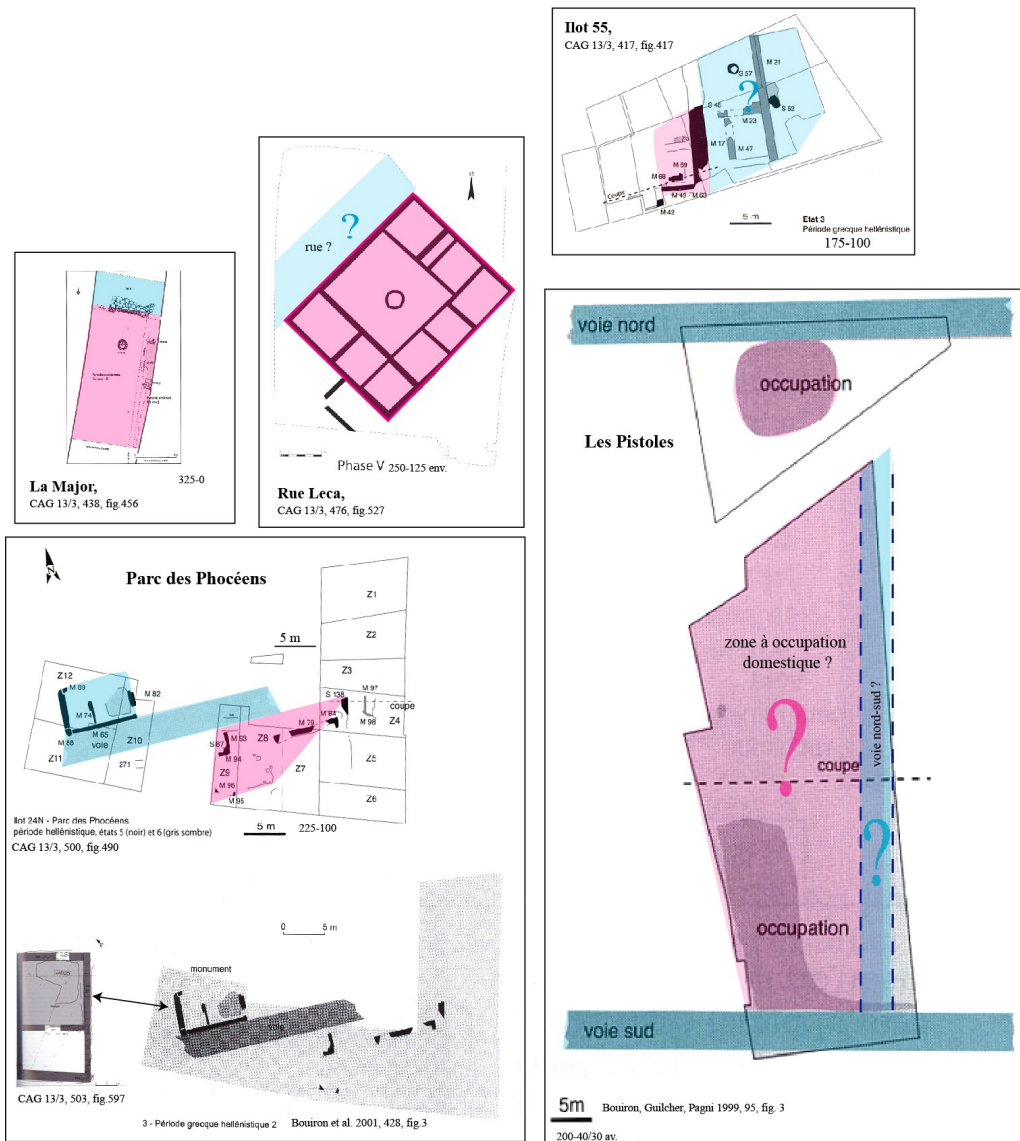 Ilot 55,
CAG 13/3, 417, fig.417
M 21
S 57
?
S 46
M 23
S 52
M 17
M 47
M 59
M 68
Coupe
M 49 - M 63
M 42
5 m
Etat 3
Période grecque hellénistique
175-100
?
rue ?
Phase V 250-125 env.
Rue Leca,
CAG 13/3, 476, fig.527
325-0
La Major,
CAG 13/3, 438, fig.456
voie nord
occupation
Les Pistoles
zone à occupation
domestique ?
voie nord-sud ?
?
coupe
?
occupation
voie sud
5m
Bouiron, Guilcher, Pagni 1999, 95, fig. 3
200-40/30 av.
N
Parc des Phocéens
Z1
5 m
Z2
Z3
Z12
M 89
M 82
S 138
M 97
coupe
M 74
M 84
M 98
Z4
M 79
M 65
Z10
M 93
Z8
M 88
voie
S 87
Z11
271
M 94
Z7
Z5
Z9
M 96
M 95
Z6
5 m
225-100
Ilot 24N - Parc des Phocéens
période hellénistique, états 5 (noir) et 6 (gris sombre)
CAG 13/3, 500, fig.490
0 5 m
monument
voie
CAG 13/3, 503, fig.597
3 - Période grecque hellénistique 2
Bouiron et al. 2001, 428, fig.3